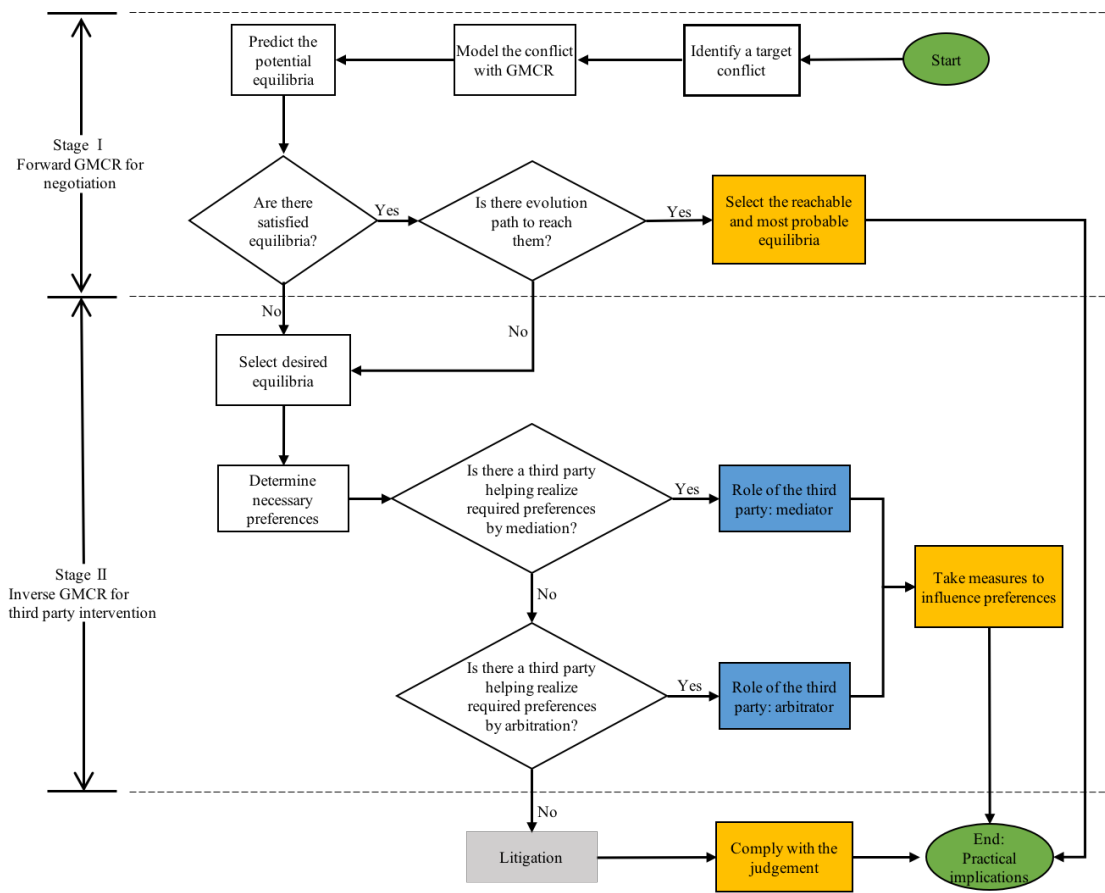 Predict the
potential
equilibria
Model the conflict
with GMCR
Identify a target
conflict
Start
Stage Ⅰ
Forward GMCR for
negotiation
Are there
satisfied
equilibria?
Yes
Is there evolution
path to reach
them?
Yes
Select the reachable
and most probable
equilibria
No
No
Select desired
equilibria
Determine
necessary
preferences
Is there a third party
helping realize
required preferences
by mediation?
Yes
Role of the third
party: mediator
Stage Ⅱ
Inverse GMCR for
third party intervention
Take measures to
influence preferences
No
Is there a third party
helping realize
required preferences
by arbitration?
Yes
Role of the third
party: arbitrator
No
Litigation
Comply with the
judgement
End:
Practical
implications